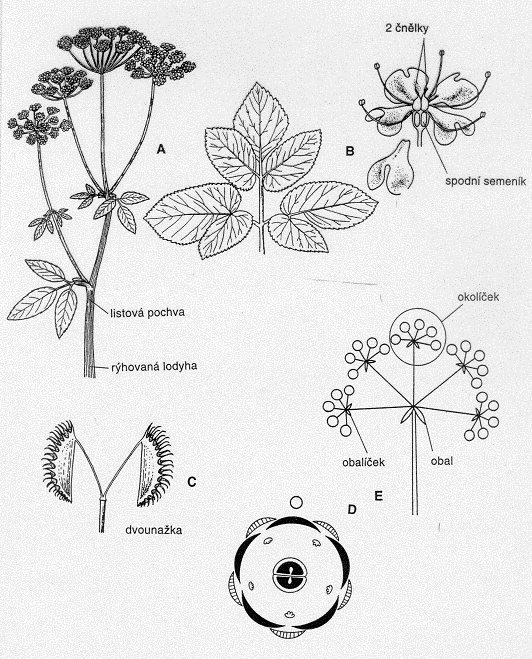 2 čnělky
A
B
spodní semeník
okolíček
listová pochva
rýhovaná lodyha
obalíček
obal
C
D
E
dvounažka